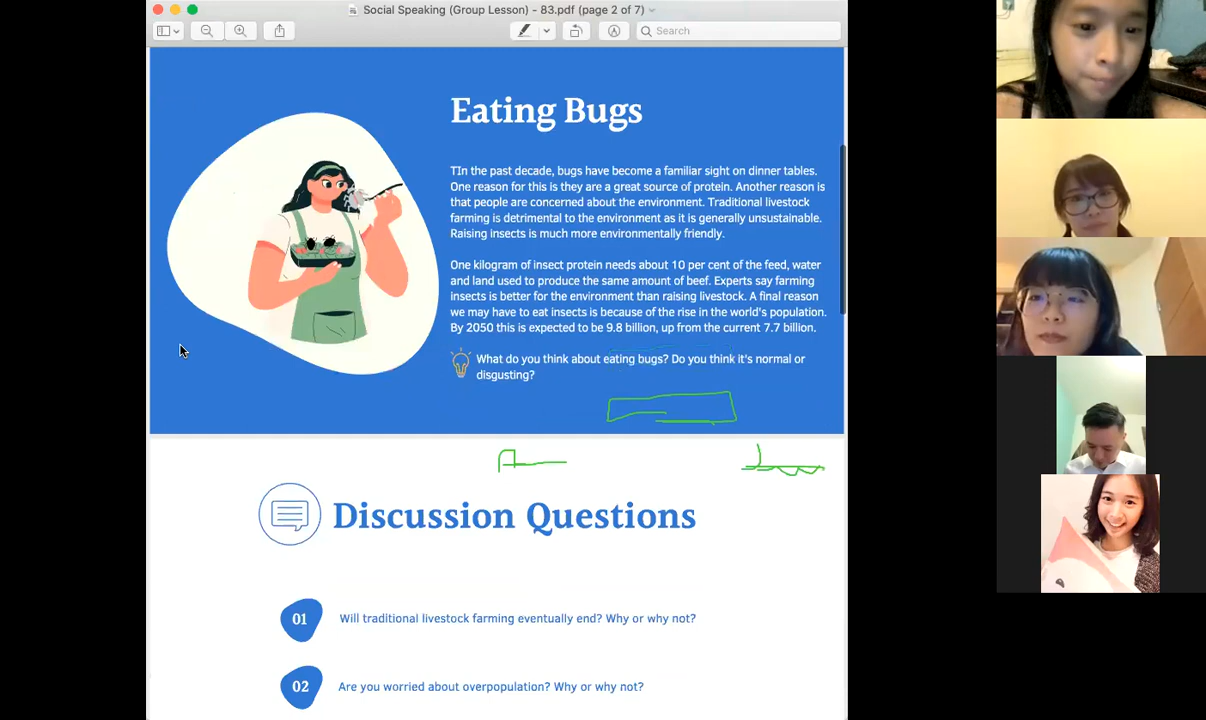 Social Speaking (Group Lesson) - 83.pdf (page 2 of 7)
Search
Eating Bugs
TIn the past decade, bugs have become a familiar sight on dinner tables.
One reason for this is they are a great source of protein. Another reason is
that people are concerned about the environment. Traditional livestock
farming is detrimental to the environment as it is generally unsustainable.
Raising insects is much more environmentally friendly.
One kilogram of insect protein needs about 10 per cent of the feed, water
and land used to produce the same amount of beef. Experts say farming
insects is better for the environment than raising livestock. A final reason
we may have to eat insects is because of the rise in the world's population.
By 2050 this is expected to be 9.8 billion, up from the current 7.7 billion.
What do you think about eating bugs? Do you think it's normal or
disgusting?
Discussion Questions
01 Will traditional livestock farming eventually end? Why or why not?
02 Are you worried about overpopulation? Why or why not?